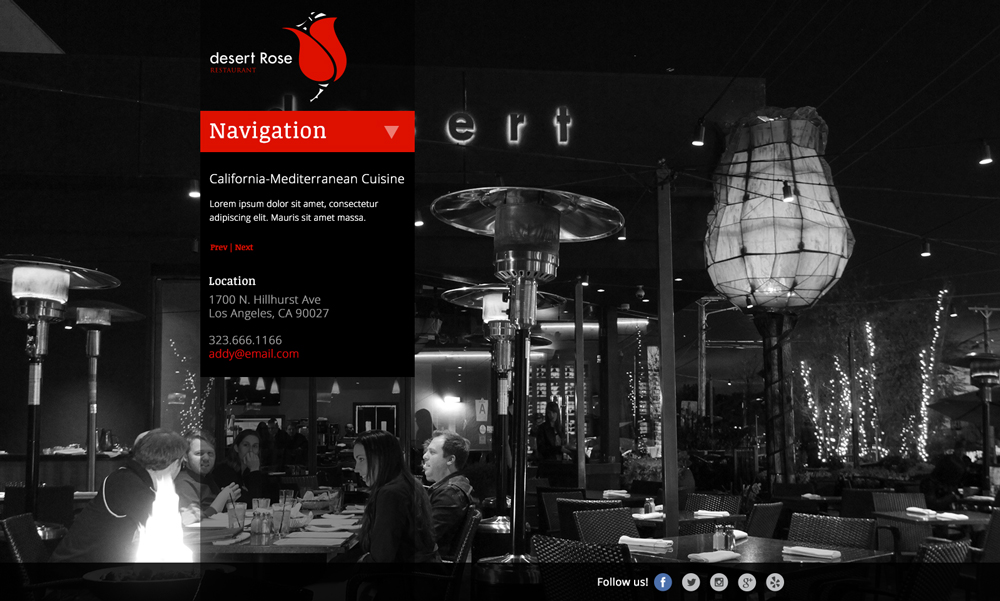 desert Rose
RESTAURANT
Navigation
ert
California-Mediterranean Cuisine
Lorem ipsum dolor sit amet, consectetur
adipiscing elit. Mauris sit amet massa.
Prev | Next
Location
1700 N. Hillhurst Ave
Los Angeles, CA 90027
323.666.1166
addy@email.com
A
Follow us!